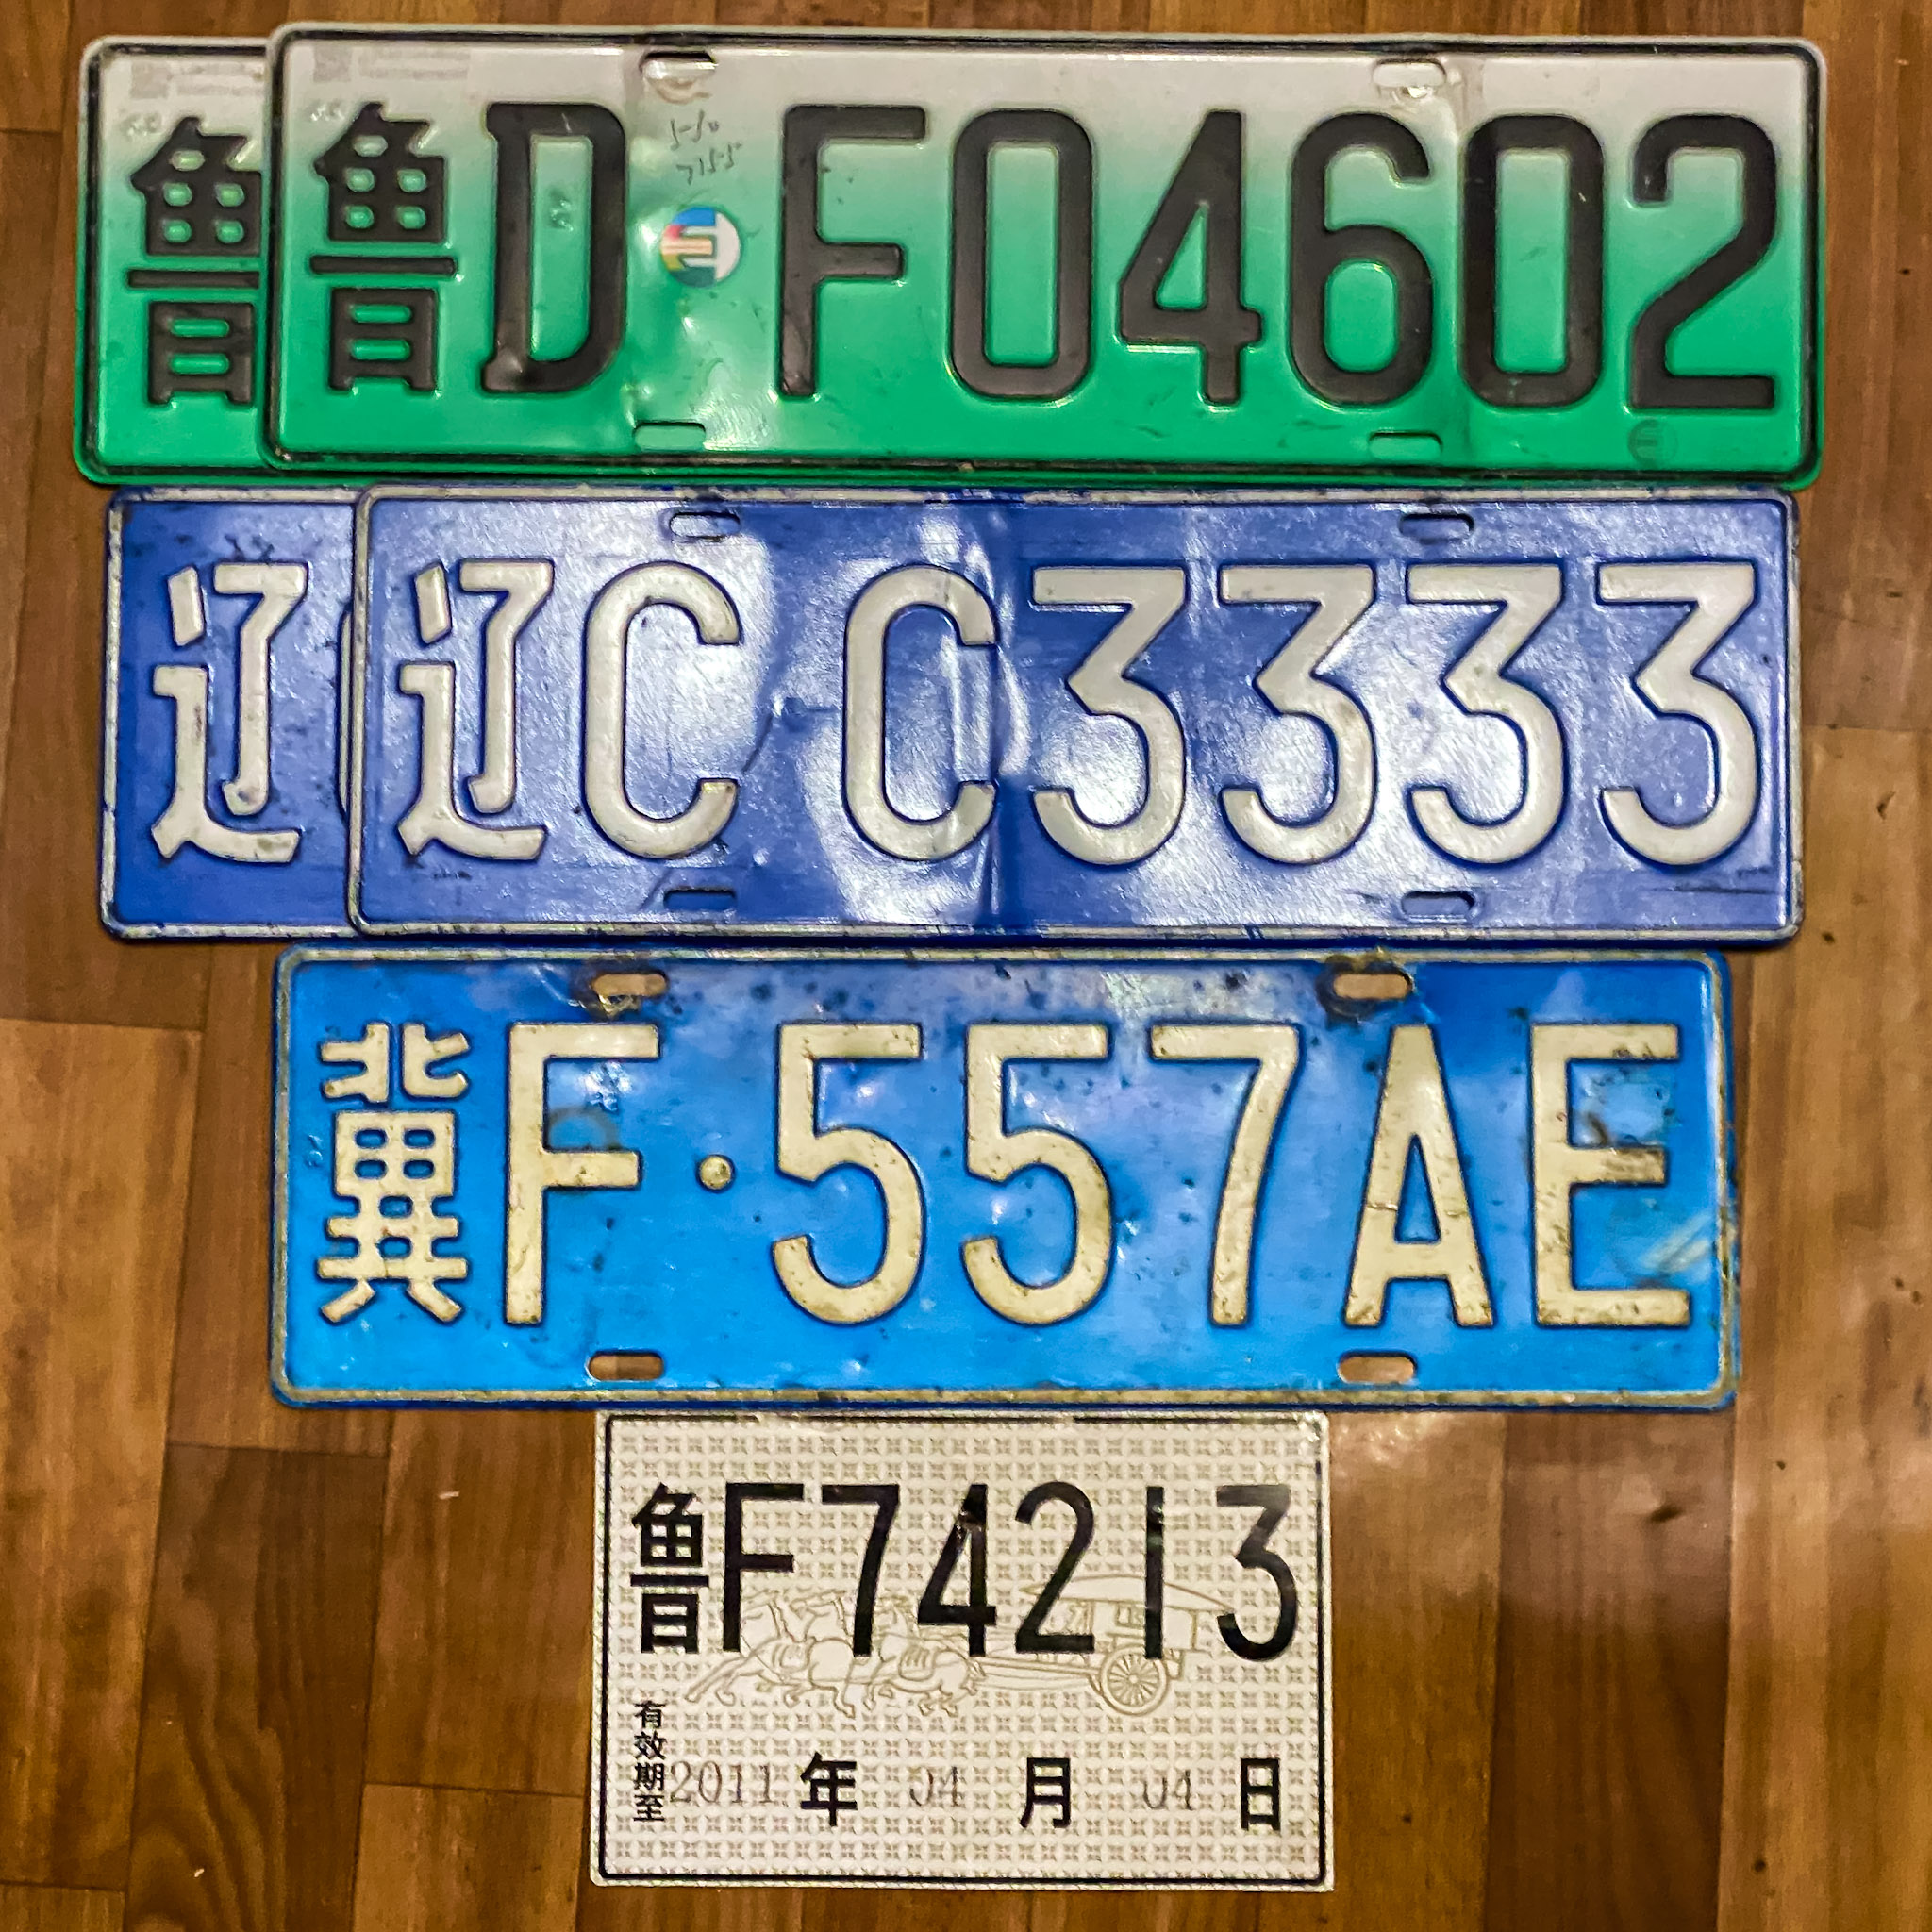 鲁
鲁D F04602
辽
辽C C3333
冀F·557AE
鲁F74213
有效期至2011年04月04日